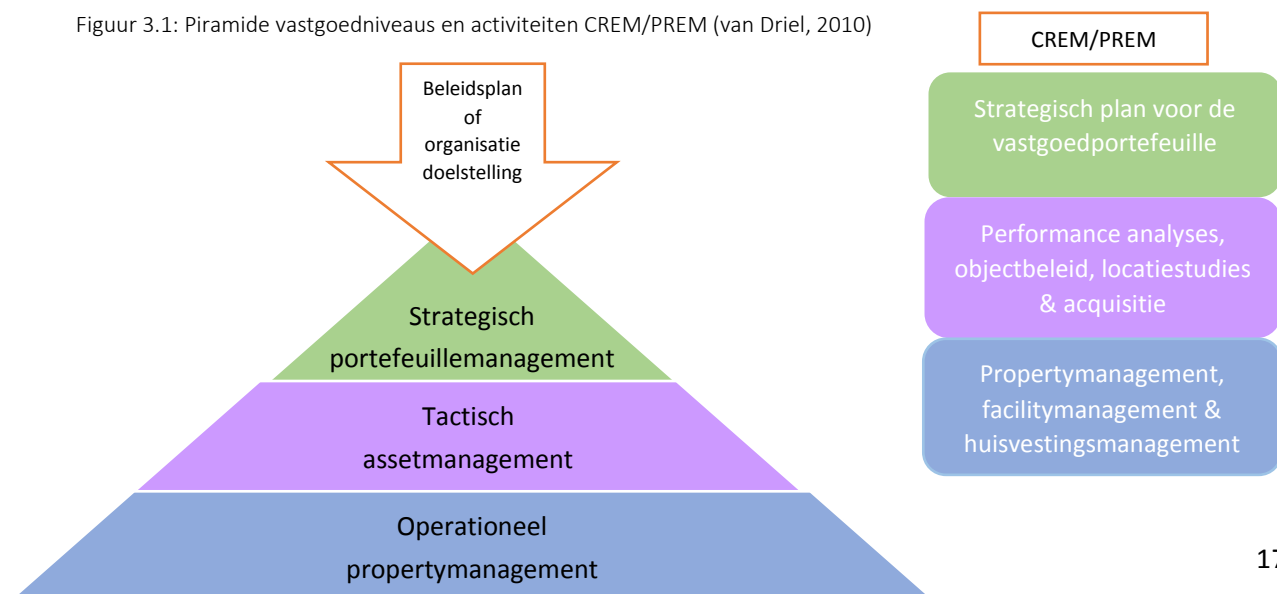 Figuur 3.1: Piramide vastgoedniveaus en activiteiten CREM/PREM (van Driel, 2010)
Beleidsplan
of
organisatie
doelstelling
Strategisch
portefeuillemanagement
Tactisch
assetmanagement
Operationeel
propertymanagement
CREM/PREM
Strategisch plan voor de
vastgoedportefeuille
Performance analyses,
objectbeleid, locatiestudies
& acquisitie
Propertymanagement,
facilitymanagement &
huisvestingsmanagement
17